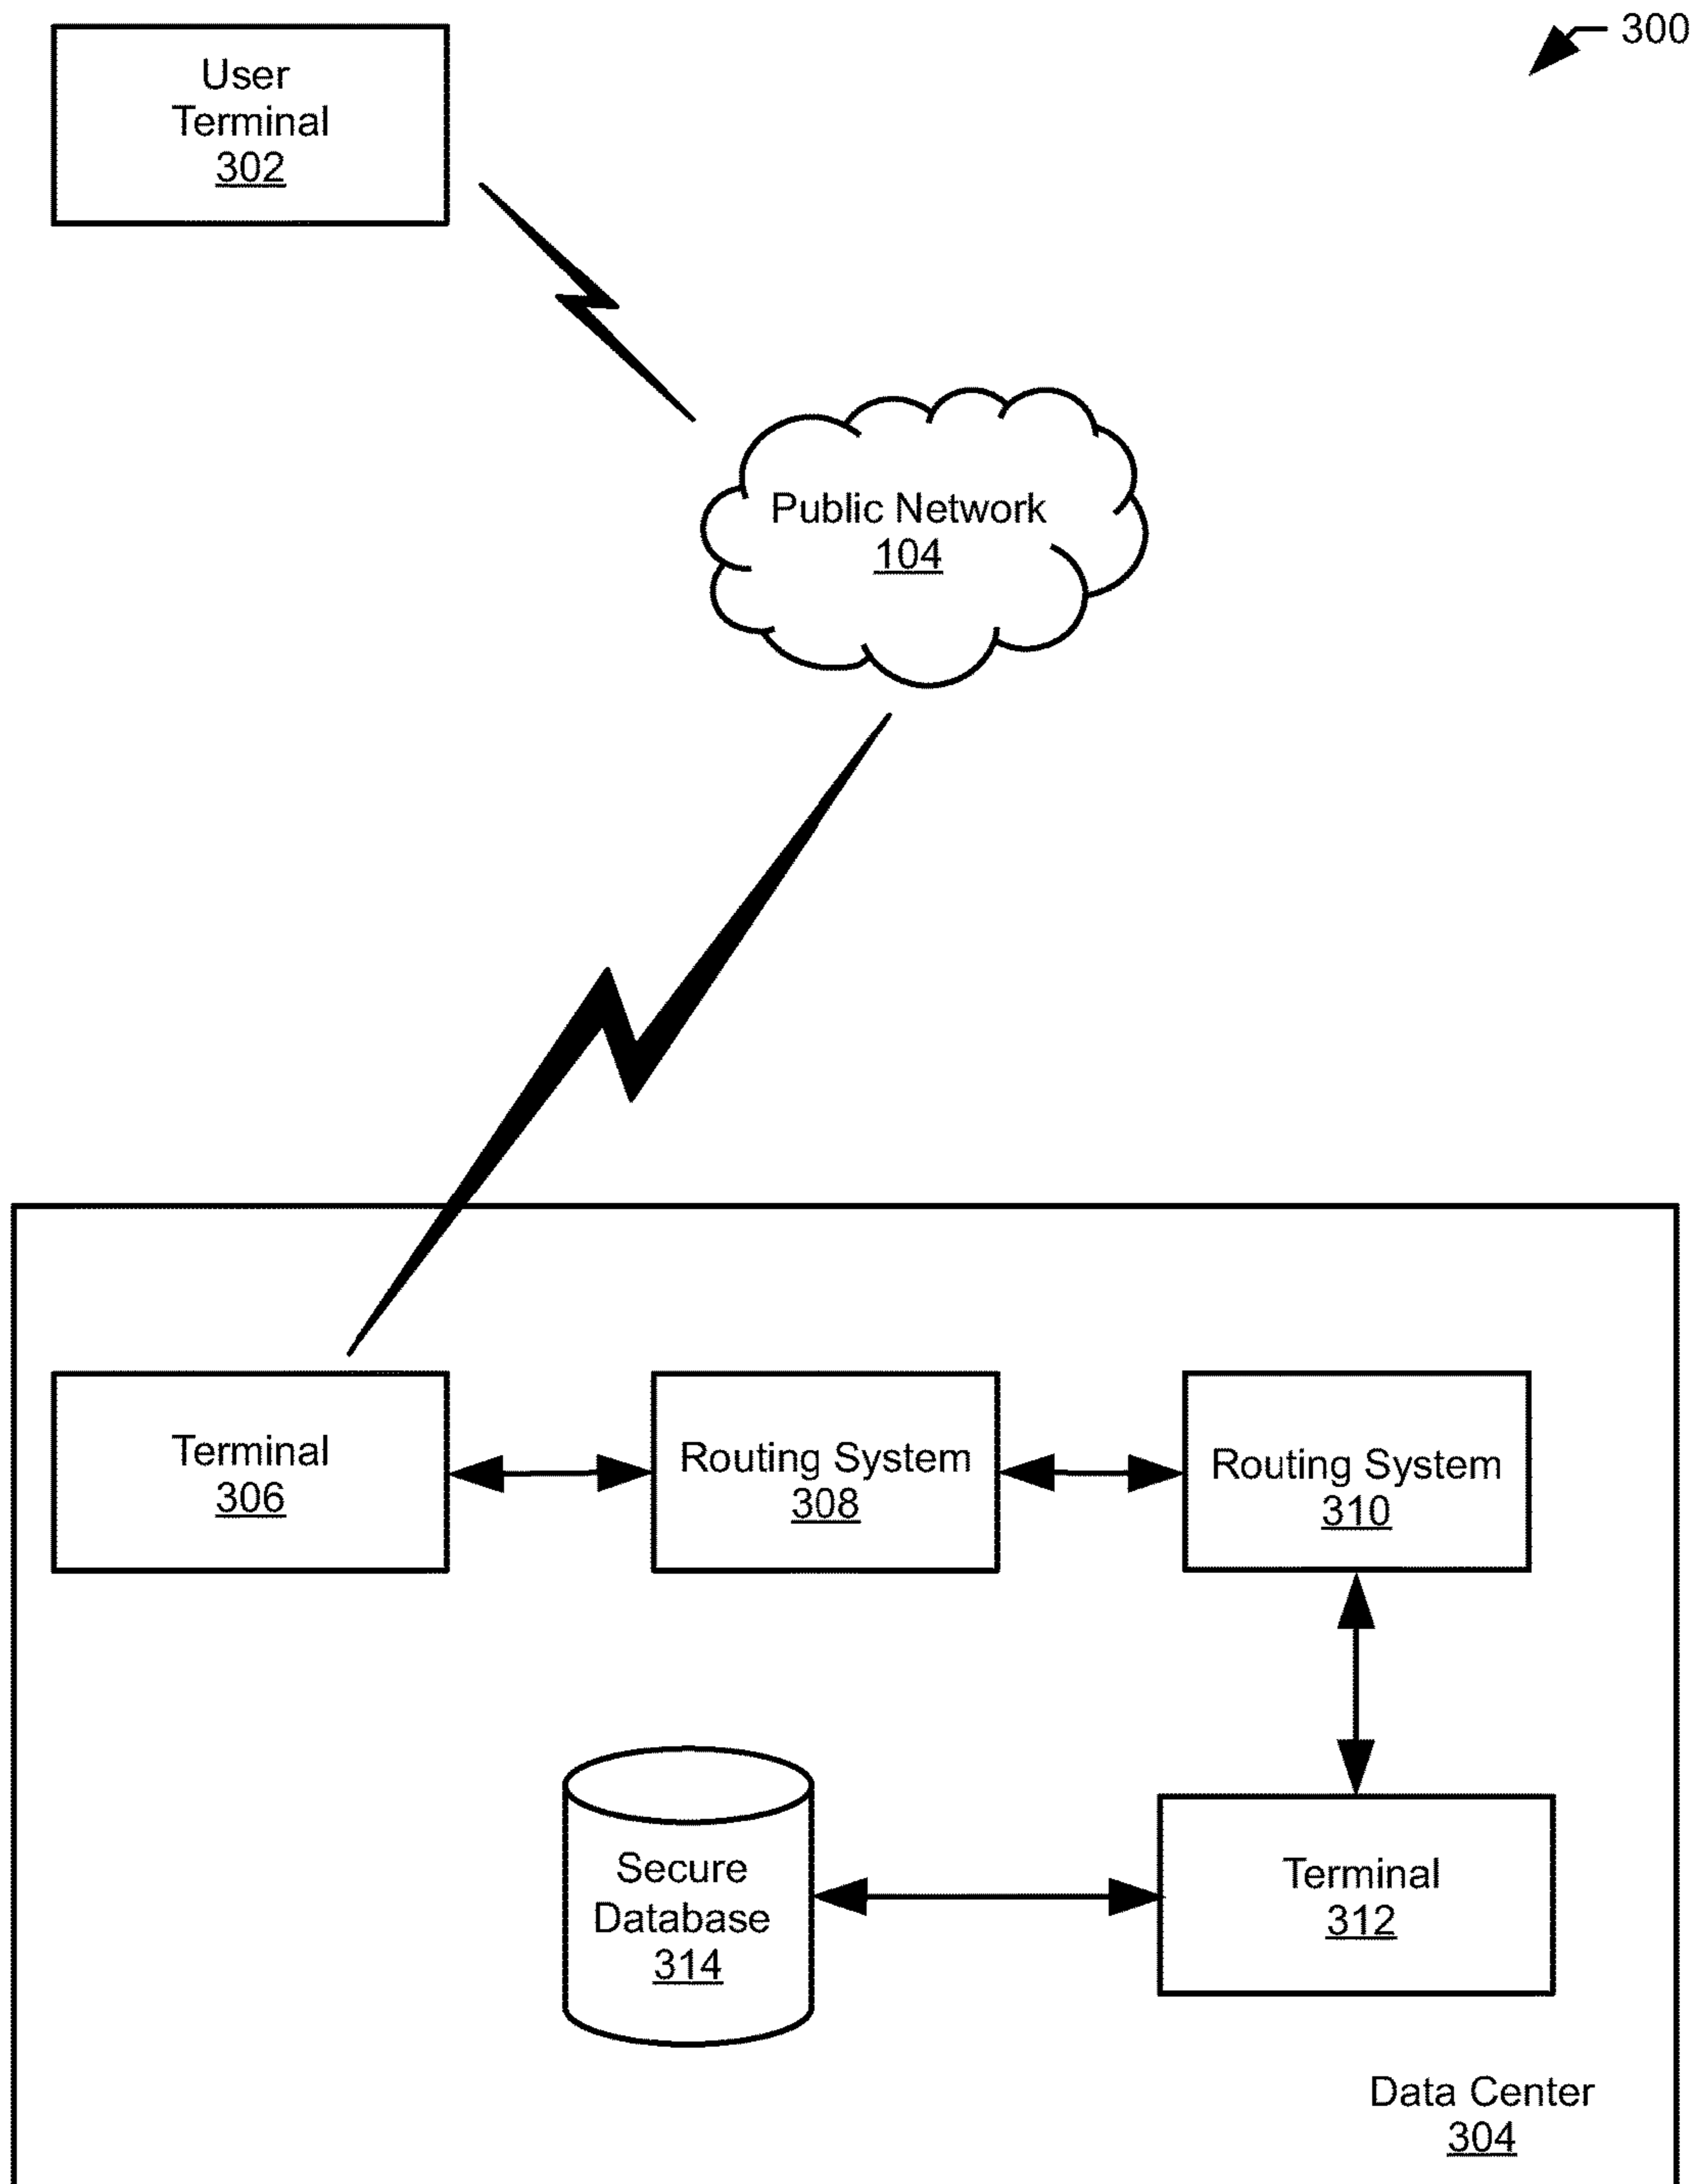 300
User
Terminal
302
Public Network
104
Terminal
306
Routing System
308
Routing System
310
Secure
Database
314
Terminal
312
Data Center
304